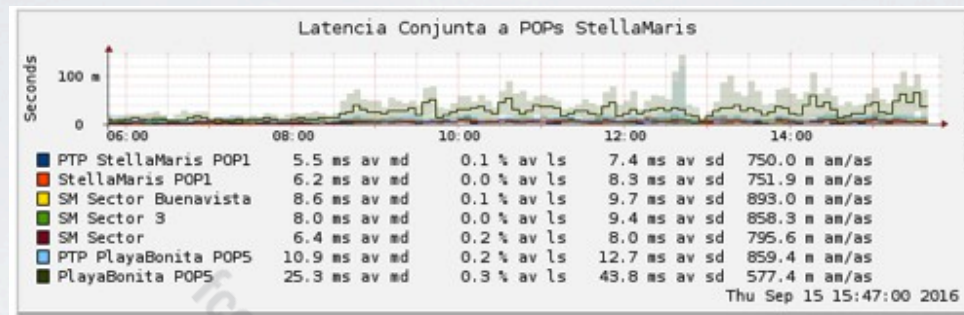 Latencia Conjunta a POPs StellaMaris
Seconds
100 m
0
06:00 08:00 10:00 12:00 14:00
PTP StellaMaris POP1 5.5 ms av md 0.1 % av ls 7.4 ms av sd 750.0 m am/as
StellaMaris POP1 6.2 ms av md 0.0 % av ls 8.3 ms av sd 751.9 m am/as
SM Sector Buenavista 8.6 ms av md 0.1 % av ls 9.7 ms av sd 893.0 m am/as
SM Sector 3 8.0 ms av md 0.0 % av ls 9.4 ms av sd 858.3 m am/as
SM Sector 6.4 ms av md 0.2 % av ls 8.0 ms av sd 795.6 m am/as
PTP PlayaBonita POP5 10.9 ms av md 0.2 % av ls 12.7 ms av sd 859.4 m am/as
PlayaBonita POP5 25.3 ms av md 0.3 % av ls 43.8 ms av sd 577.4 m am/as
Thu Sep 15 15:47:00 2016